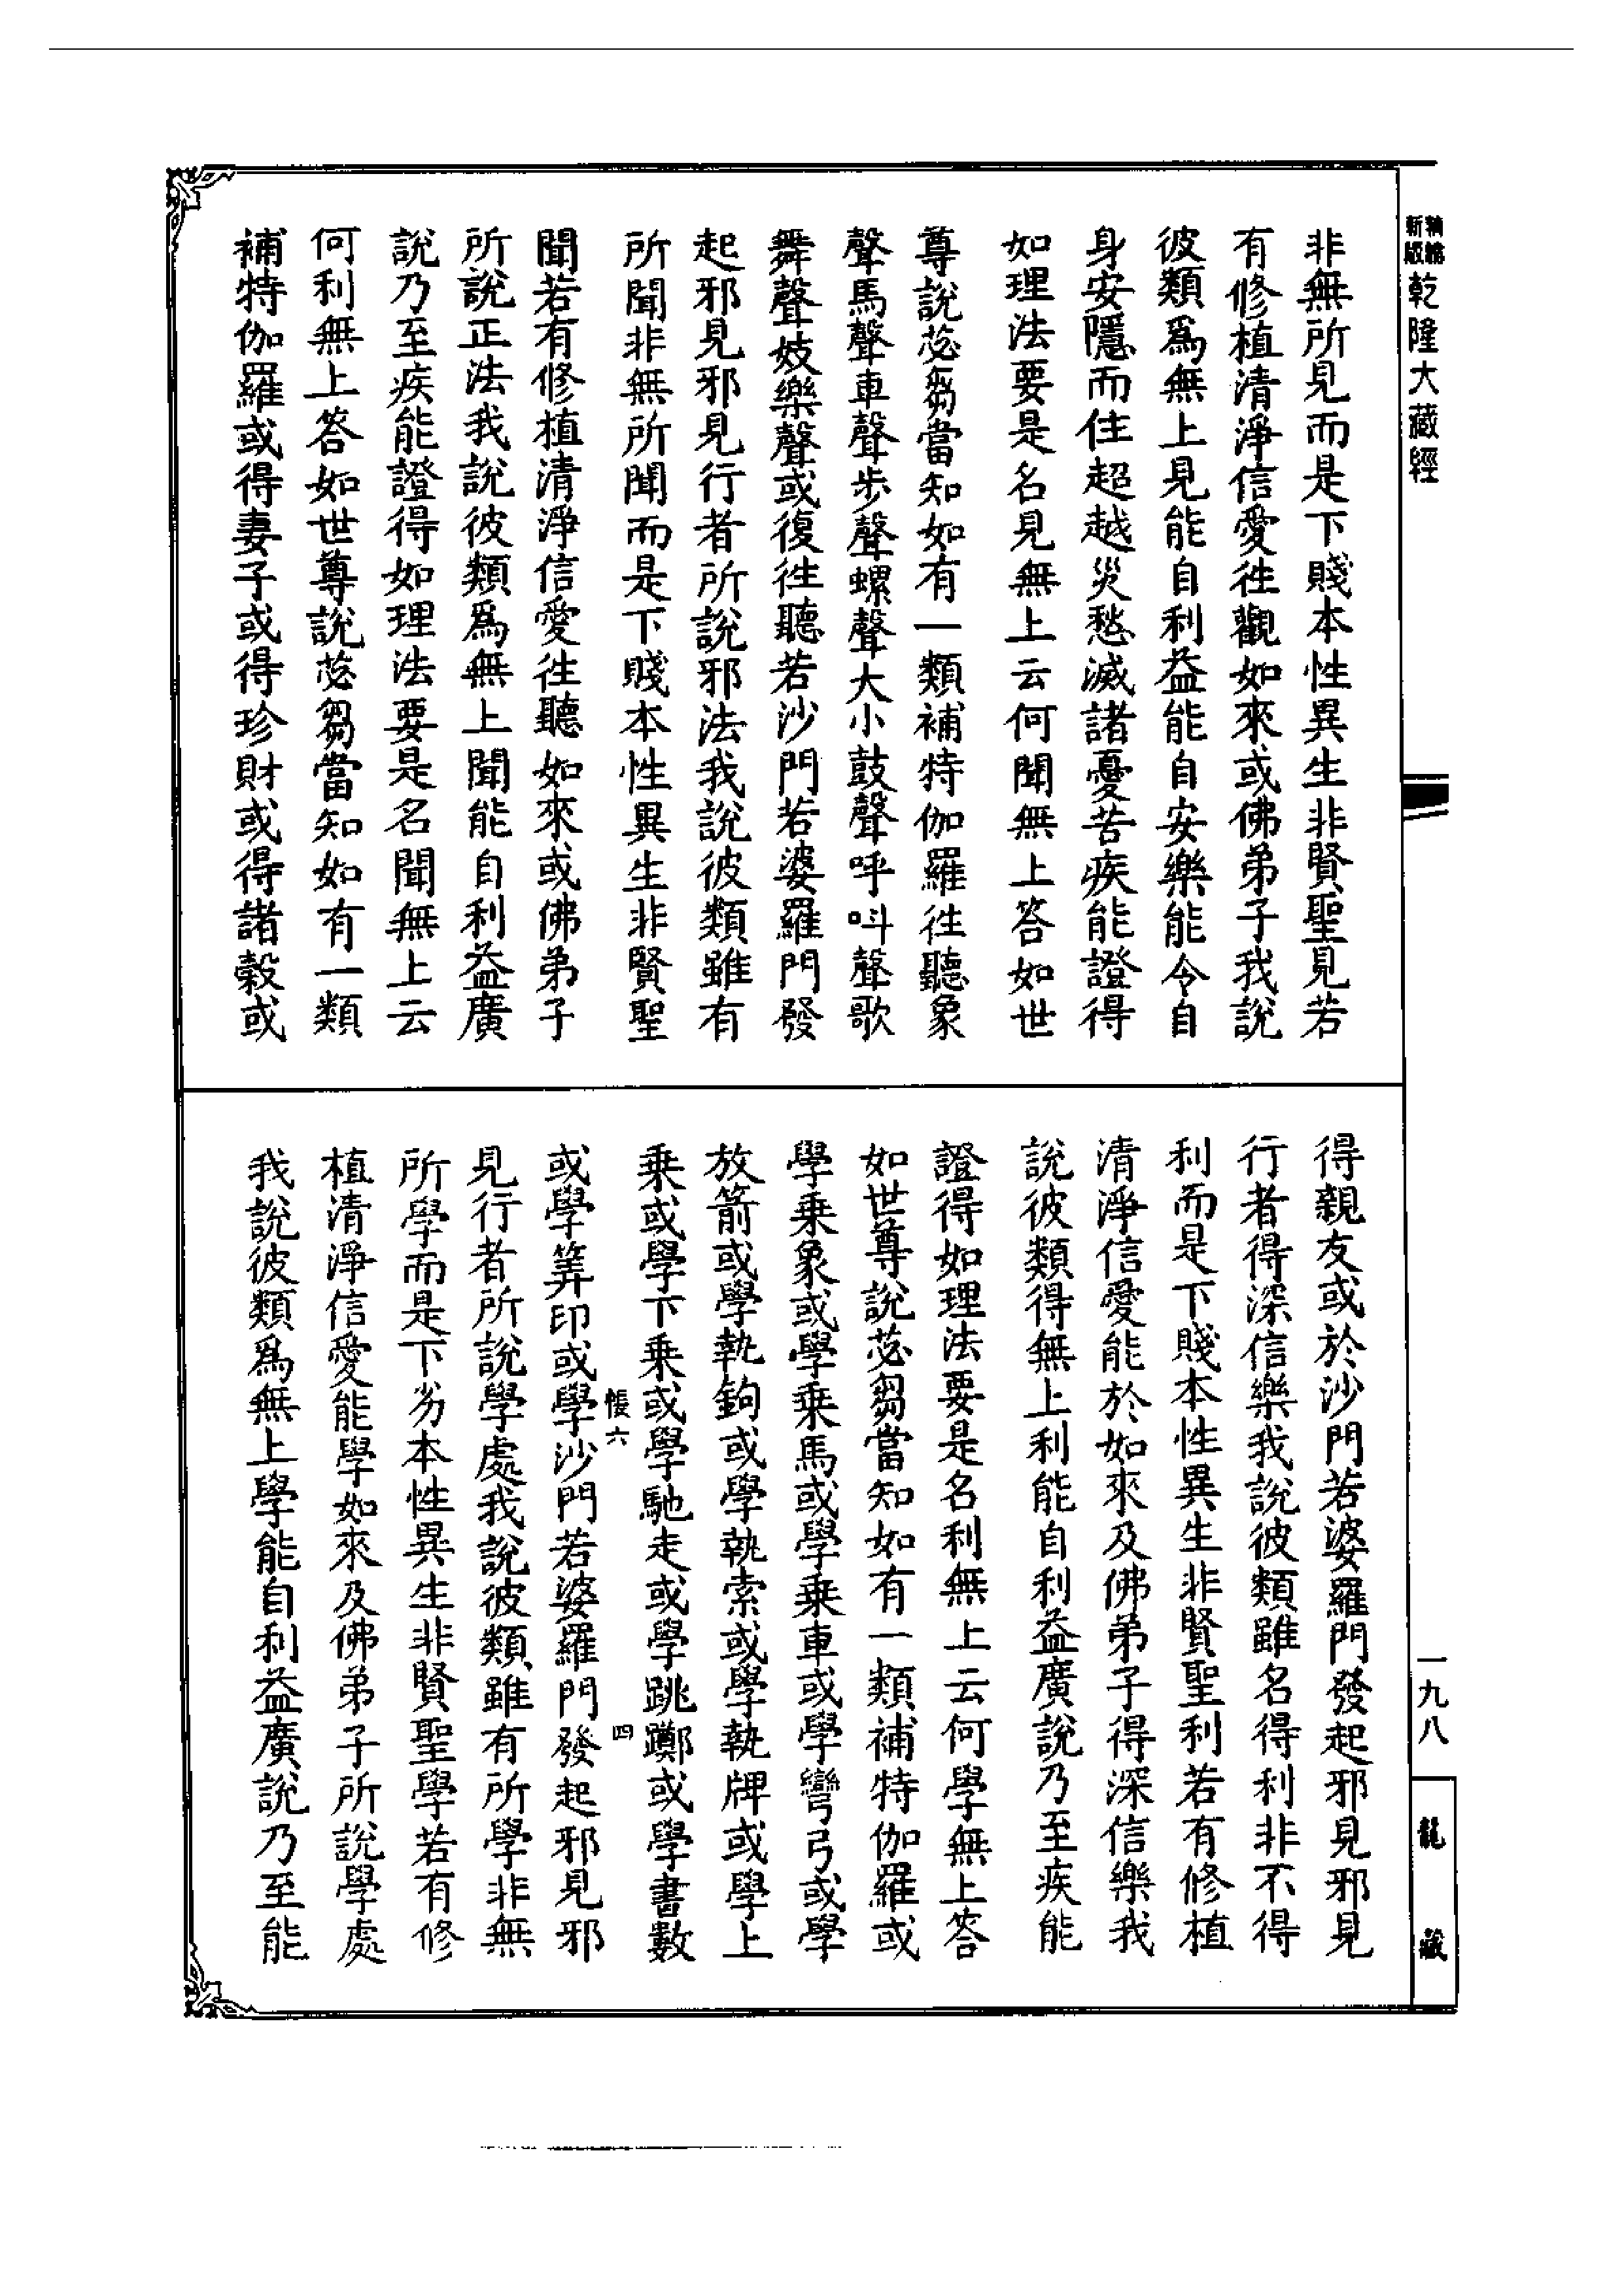 新編縮版 乾隆大藏經
非無所見而是下賤本性異生非賢聖見若
有修植清淨信愛往觀如來或佛弟子我說
彼類爲無上見能自利益能自安樂能令自
身安隱而住超越災愁滅諸憂苦疾能證得
如理法要是名見無上云何聞無上答如世
尊說苾芻當知如有一類補特伽羅往聽象
聲馬聲車聲步聲螺聲大小鼓聲呼叫聲歌
舞聲妓樂聲或復往聽若沙門若婆羅門發
起邪見邪見行者所說邪法我說彼類雖有
所聞非無所聞而是下賤本性異生非賢聖
聞若有修植清淨信愛往聽如來或佛弟子
所說正法我說彼類爲無上聞能自利益廣
說乃至疾能證得如理法要是名聞無上云
何利無上答如世尊說苾芻當知如有一類
補特伽羅或得妻子或得珍財或得諸穀或
得親友或於沙門若婆羅門發起邪見邪見
行者得深信樂我說彼類雖名得利非不得
利而是下賤本性異生非賢聖利若有修植
清淨信愛能於如來及佛弟子得深信樂我
說彼類得無上利能自利益廣說乃至疾能
證得如理法要是名利無上云何學無上答
如世尊說苾芻當知如有一類補特伽羅或
學乗象或學乗馬或學乗車或學彎弓或學
放箭或學執鉤或學執索或學執牌或學上
乗或學下乗或學馳走或學跳躑或學書數
帳六 四
或學筭印或學沙門若婆羅門發起邪見邪
見行者所說學處我說彼類雖有所學非無
所學而是下劣本性異生非賢聖學若有修
植清淨信愛能學如來及佛弟子所說學處
我說彼類爲無上學能自利益廣說乃至能
一九八
龍藏